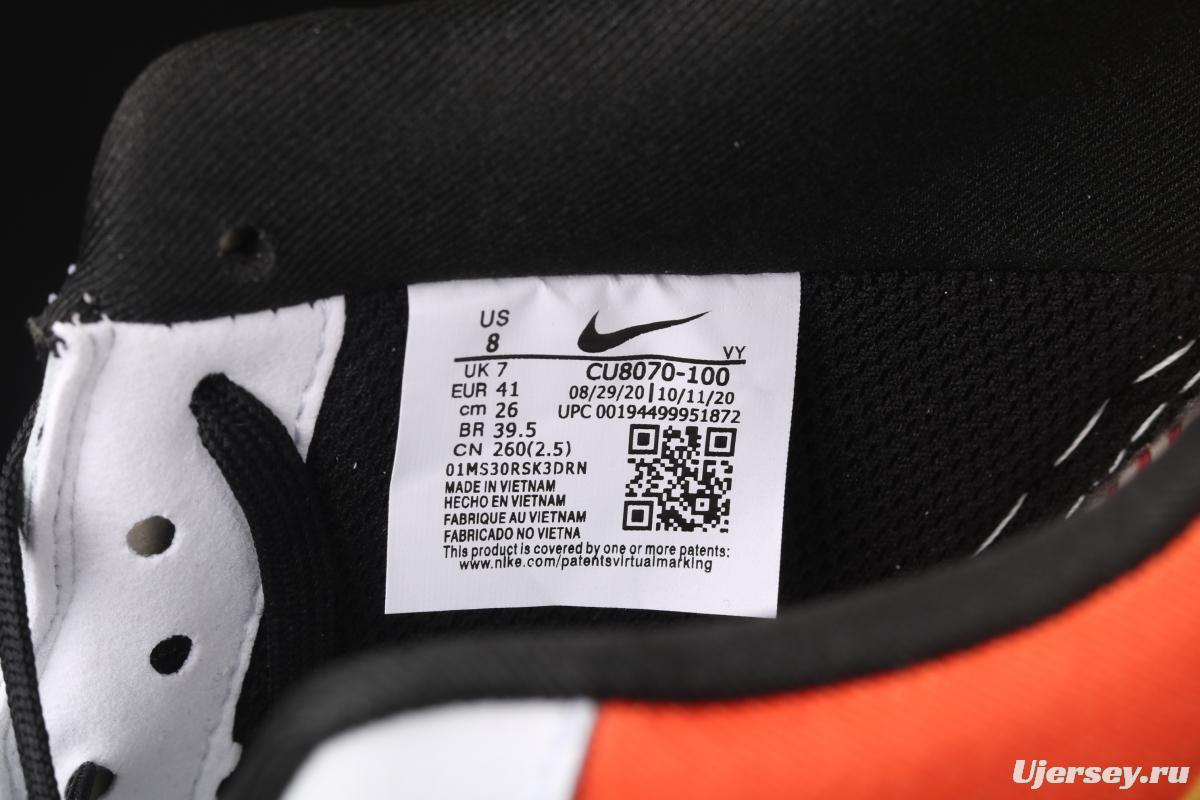 US
8
VY
UK 7
CU8070-100
EUR 41
08/29/20|10/11/20
cm 26
UPC 00194499951872
BR 39.5
CN 260(2.5)
01MS30RSK3DRN
MADE IN VIETNAM
HECHO EN VIETNAM
FABRIQUE AU VIETNAM
FABRICADO NO VIETNA
This product is covered by one or more patents:
www.nike.com/patentsvirtualmarking
Ujersey.ru